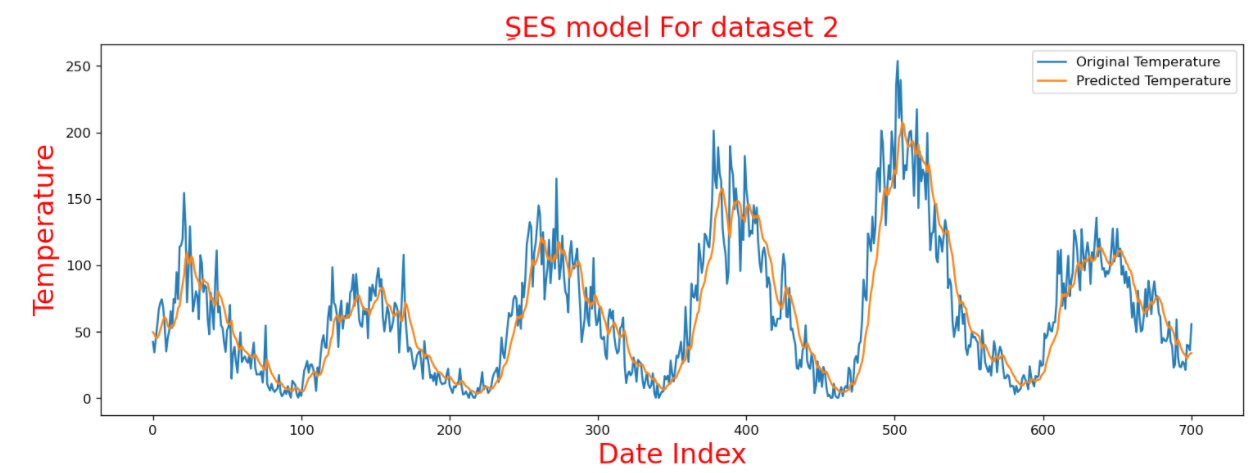 SES model For dataset 2
Original Temperature
Predicted Temperature
Temperature
250
200
150
100
50
0
0 100 200 300 400 500 600 700
Date Index